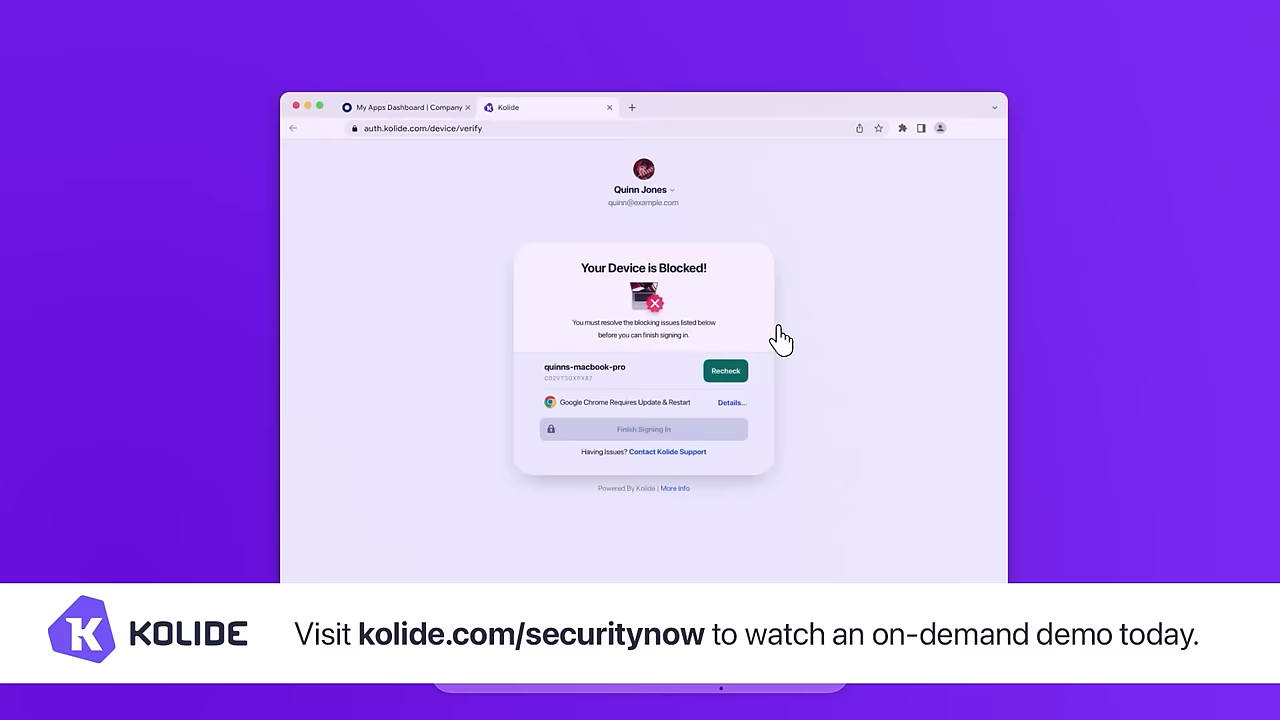 My Apps Dashboard | Company
Kolide
auth.kolide.com/device/verify
Quinn Jones
quinn@example.com
Your Device is Blocked!
You must resolve the blocking issues listed below
before you can finish signing in.
quinns-macbook-pro
Recheck
Google Chrome Requires Update & Restart Details...
Finish Signing In
Having Issues? Contact Kolide Support
Powered By Kolide | More Info
KOLIDE
Visit kolide.com/securitynow to watch an on-demand demo today.